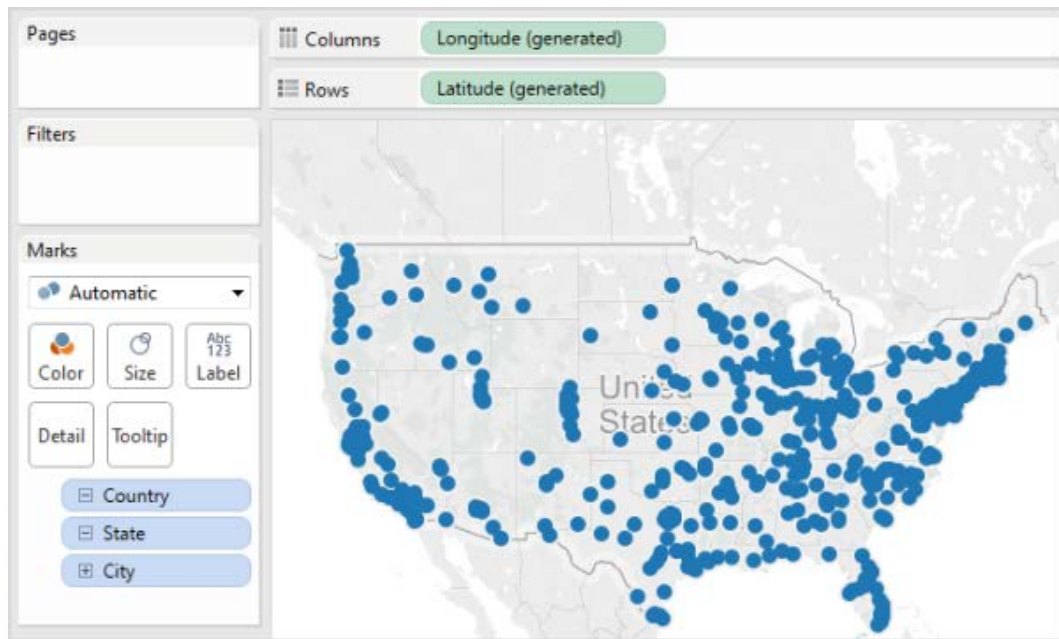 Pages
Columns
Longitude (generated)
Rows
Latitude (generated)
Filters
Marks
Automatic
Color
Size
Abc
123
Label
Detail
Tooltip
Country
State
City
United
States